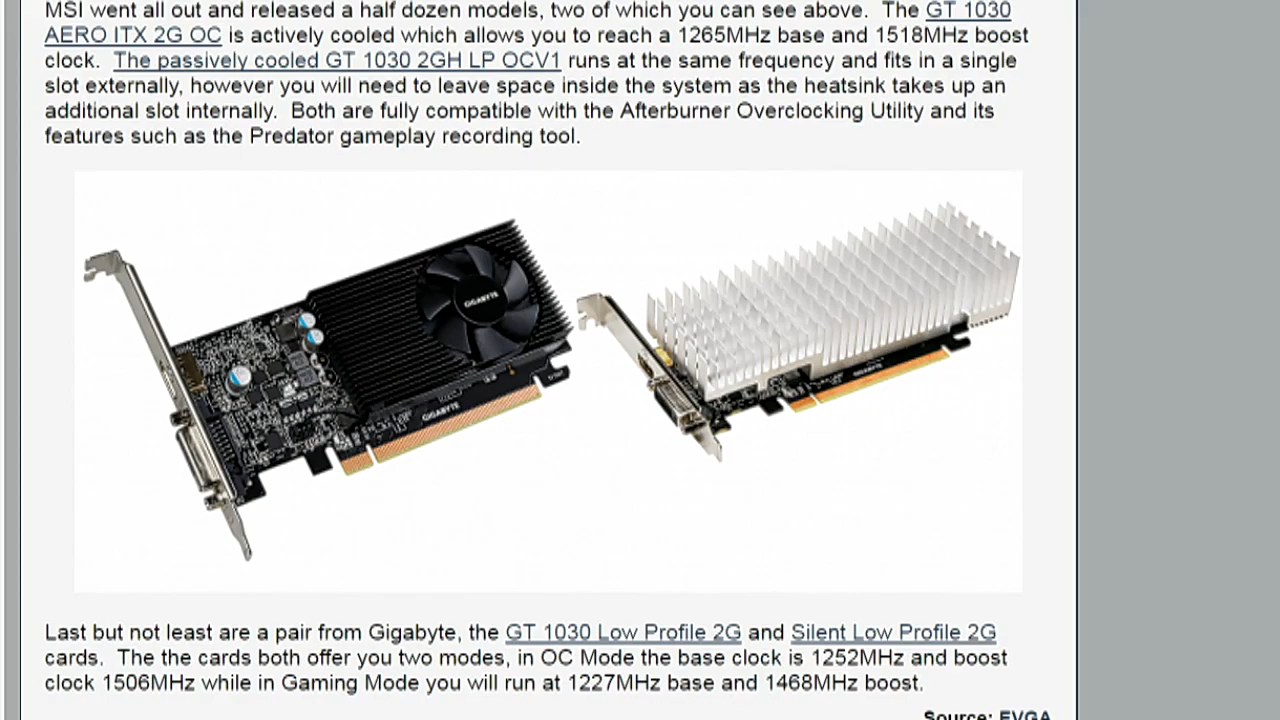 MSI went all out and released a half dozen models, two of which you can see above.  The GT 1030
AERO ITX 2G OC is actively cooled which allows you to reach a 1265MHz base and 1518MHz boost
clock.  The passively cooled GT 1030 2GH LP OCV1 runs at the same frequency and fits in a single
slot externally, however you will need to leave space inside the system as the heatsink takes up an
additional slot internally.  Both are fully compatible with the Afterburner Overclocking Utility and its
features such as the Predator gameplay recording tool.
GIGABYTE
GIGABYTE
GIGABYTE
Last but not least are a pair from Gigabyte, the GT 1030 Low Profile 2G and Silent Low Profile 2G
cards.  The the cards both offer you two modes, in OC Mode the base clock is 1252MHz and boost
clock 1506MHz while in Gaming Mode you will run at 1227MHz base and 1468MHz boost.
Source: EVGA